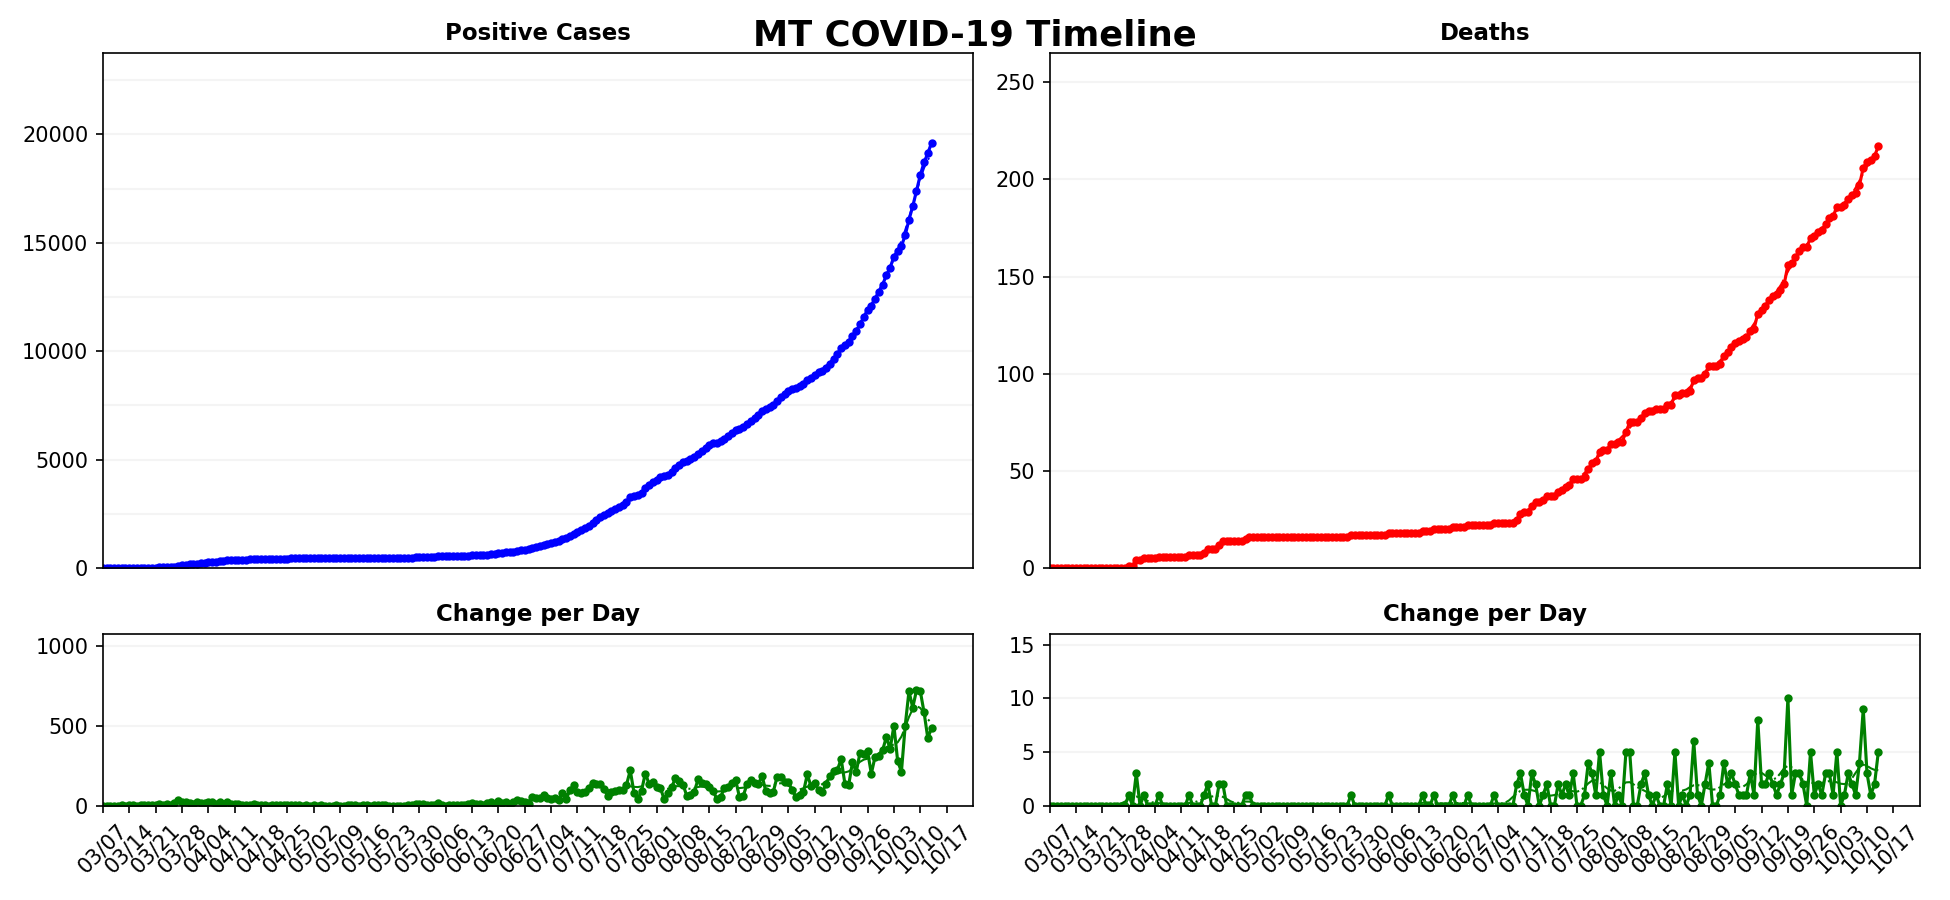 MT COVID-19 Timeline
Positive Cases
20000
15000
10000
5000
0
Deaths
250
200
150
100
50
0
Change per Day
1000
500
0
03/07 03/14 03/21 03/28 04/04 04/11 04/18 04/25 05/02 05/09 05/16 05/23 05/30 06/06 06/13 06/20 06/27 07/04 07/11 07/18 07/25 08/01 08/08 08/15 08/22 08/29 09/05 09/12 09/19 09/26 10/03 10/10 10/17
Change per Day
15
10
5
0
03/07 03/14 03/21 03/28 04/04 04/11 04/18 04/25 05/02 05/09 05/16 05/23 05/30 06/06 06/13 06/20 06/27 07/04 07/11 07/18 07/25 08/01 08/08 08/15 08/22 08/29 09/05 09/12 09/19 09/26 10/03 10/10 10/17